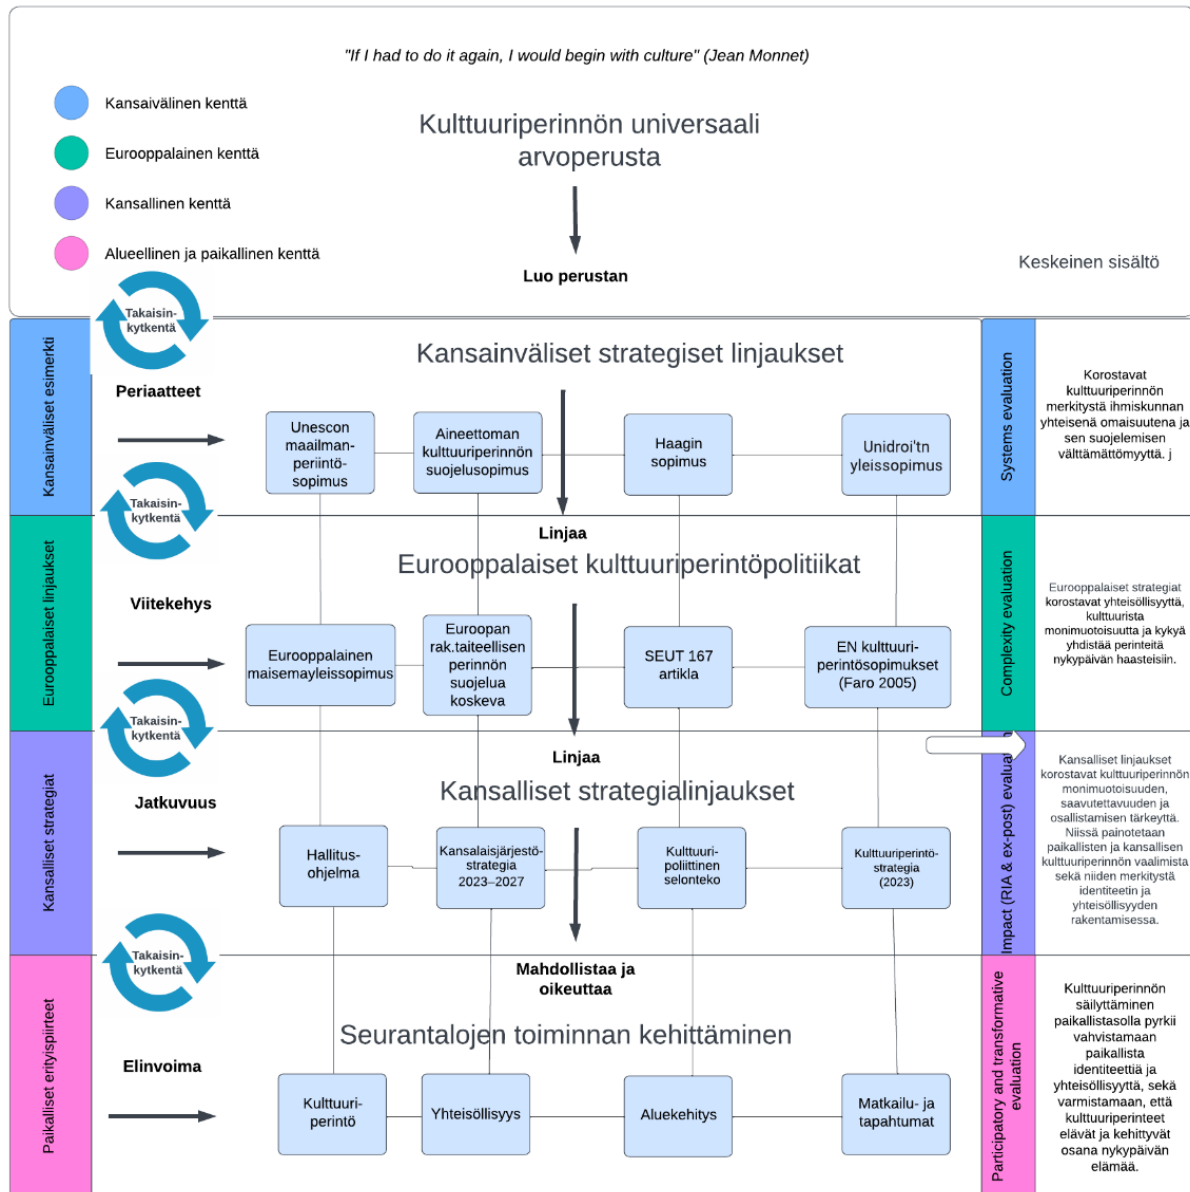 "If I had to do it again, I would begin with culture" (Jean Monnet)
Kansaivälinen kenttä
Eurooppalainen kenttä
Kansallinen kenttä
Alueellinen ja paikallinen kenttä
Kulttuuriperinnön universaali
arvoperusta
Luo perustan
Keskeinen sisältö
Kansainväliset esimerkti
Takaisin-
kytkentä
Periaatteet
Kansainväliset strategiset linjaukset
Unescon
maailman-
periintö-
sopimus
Aineettoman
kulttuuriperinnön
suojelusopimus
Haagin
sopimus
Unidroi'tn
yleissopimus
Systems evaluation
Korostavat
kulttuuriperinnön
merkitystä ihmiskunnan
yhteisenä omaisuutena ja
sen suojelemisen
välttämättömyyttä. j
Takaisin-
kytkentä
Linjaa
Eurooppalaiset linjaukset
Viitekehys
Eurooppalaiset kulttuuriperintöpolitiikat
Eurooppalainen
maisemayleissopimus
Euroopan
rak.taiteellisen
perinnön
suojelua
koskeva
SEUT 167
artikla
EN kulttuuri-
perintösopimukset
(Faro 2005)
Complexity evaluation
Eurooppalaiset strategiat
korostavat yhteisöllisyyttä,
kulttuurista
monimuotoisuutta ja kykyä
yhdistää perinteitä
nykypäivän haasteisiin.
Takaisin-
kytkentä
Linjaa
Kansalliset strategiat
Jatkuvuus
Kansalliset strategialinjaukset
Hallitus-
ohjelma
Kansalaisjärjestö-
strategia
2023–2027
Kulttuuri-
poliittinen
selonteko
Kulttuuriperintö-
strategia
(2023)
Impact (RIA & ex-post) evaluation
Kansalliset linjaukset
korostavat kulttuuriperinnön
monimuotoisuuden,
saavutettavuuden ja
osallistamisen tärkeyttä.
Niissä painotetaan
paikallisten ja kansallisen
kulttuuriperinnön vaalimista
sekä niiden merkitystä
identiteetin ja
yhteisöllisyyden
rakentamisessa.
Takaisin-
kytkentä
Mahdollistaa ja
oikeuttaa
Paikalliset erityispiirteet
Elinvoima
Seurantalojen toiminnan kehittäminen
Kulttuuri-
perintö
Yhteisöllisyys
Aluekehitys
Matkailu- ja
tapahtumat
Participatory and transformative
evaluation
Kulttuuriperinnön
säilyttäminen
paikallistasolla pyrkii
vahvistamaan
paikallista
identiteettiä ja
yhteisöllisyyttä, sekä
varmistamaan, että
kulttuuriperinteet
elävät ja kehittyvät
osana nykypäivän
elämää.